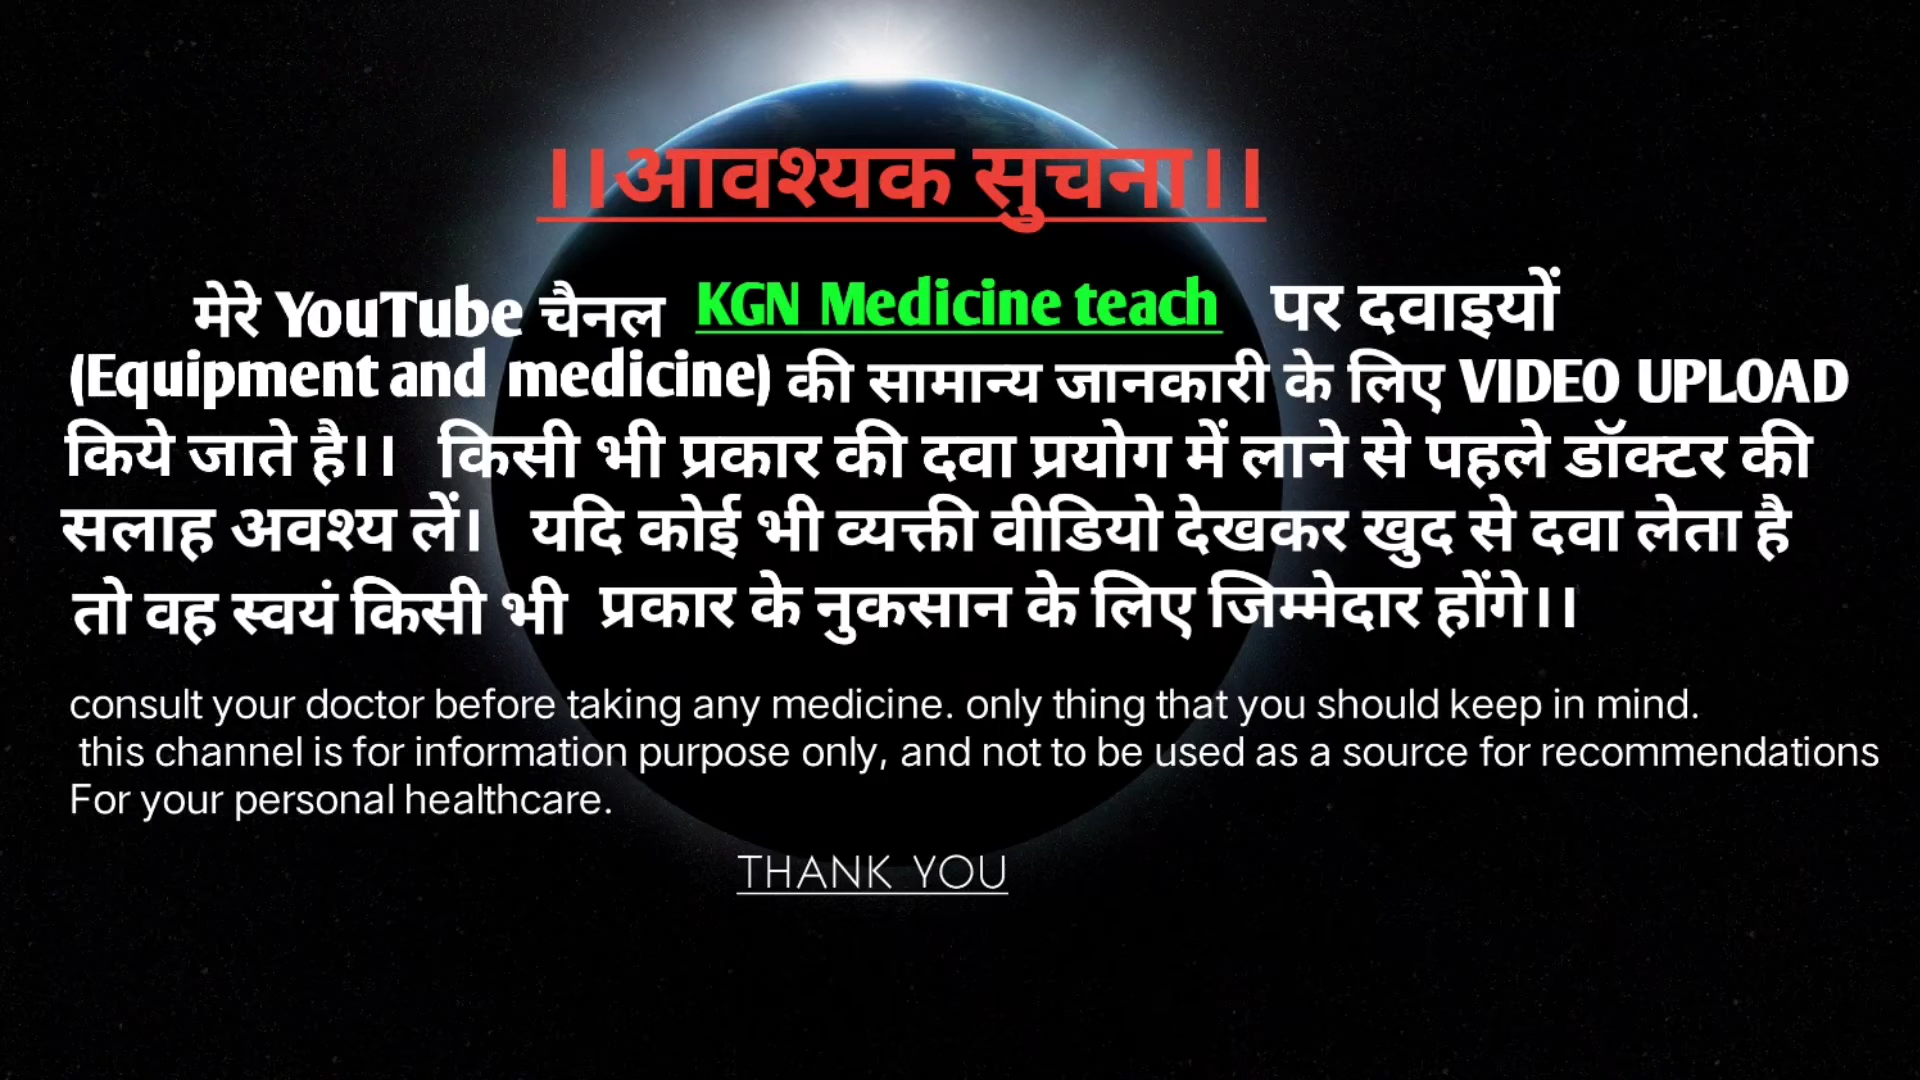 ।।आवश्यक सुचना।।
मेरे YouTube चैनल KGN Medicine teach पर दवाइयों
(Equipment and medicine) की सामान्य जानकारी के लिए VIDEO UPLOAD
किये जाते है।। किसी भी प्रकार की दवा प्रयोग में लाने से पहले डॉक्टर की
सलाह अवश्य लें। यदि कोई भी व्यक्ती वीडियो देखकर खुद से दवा लेता है
तो वह स्वयं किसी भी प्रकार के नुकसान के लिए जिम्मेदार होंगे।।
consult your doctor before taking any medicine. only thing that you should keep in mind.
this channel is for information purpose only, and not to be used as a source for recommendations
For your personal healthcare.
THANK YOU